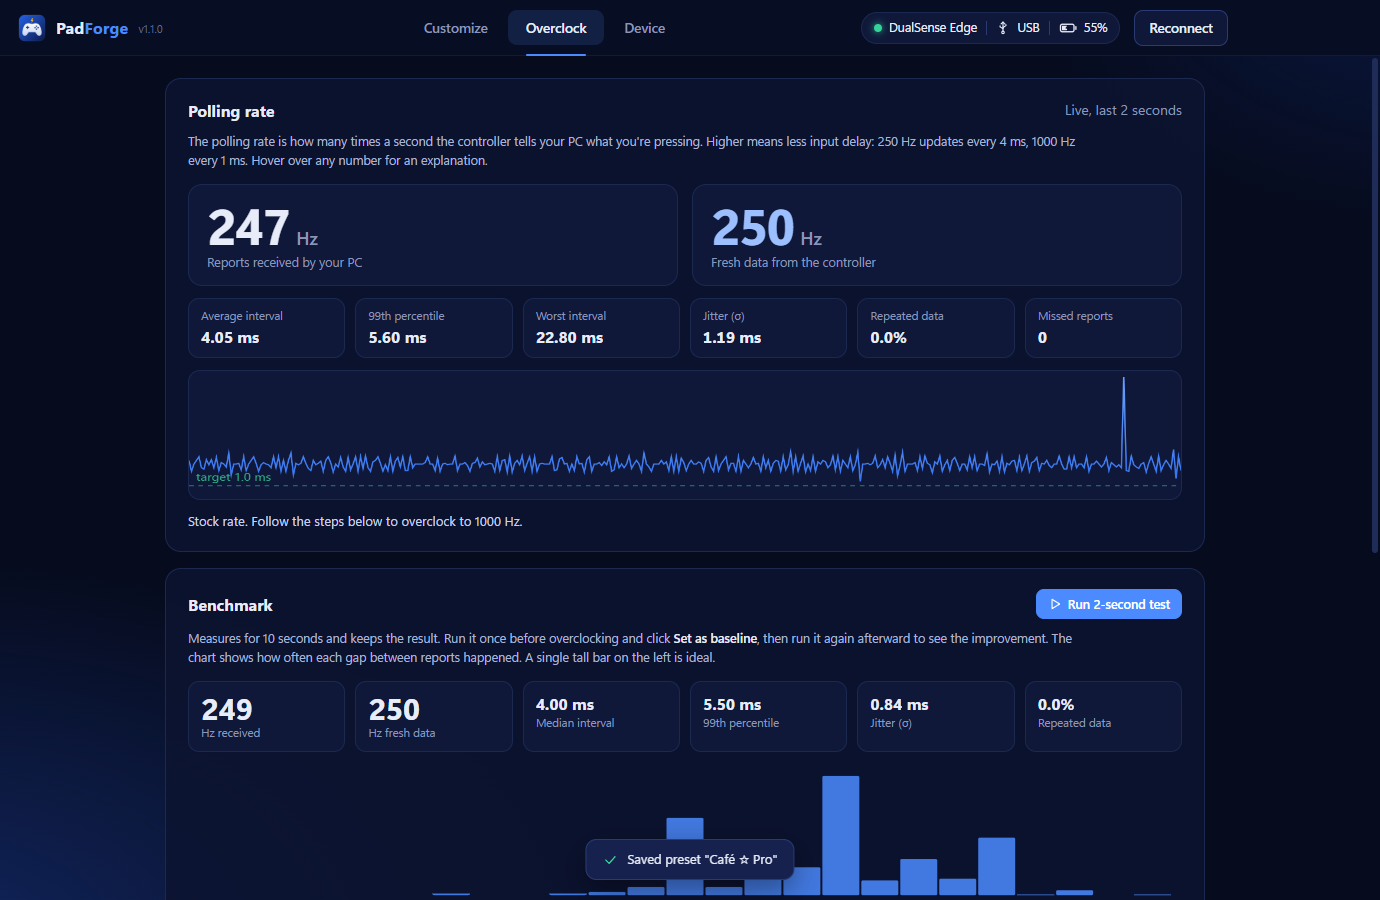 PadForge v1.1.0
Customize
Overclock
Device
DualSense Edge
USB
55%
Reconnect
Polling rate
Live, last 2 seconds
The polling rate is how many times a second the controller tells your PC what you're pressing. Higher means less input delay: 250 Hz updates every 4 ms, 1000 Hz
every 1 ms. Hover over any number for an explanation.
247 Hz
Reports received by your PC
250 Hz
Fresh data from the controller
Average interval
4.05 ms
99th percentile
5.60 ms
Worst interval
22.80 ms
Jitter (σ)
1.19 ms
Repeated data
0.0%
Missed reports
0
target 1.0 ms
Stock rate. Follow the steps below to overclock to 1000 Hz.
Benchmark
Run 2-second test
Measures for 10 seconds and keeps the result. Run it once before overclocking and click Set as baseline, then run it again afterward to see the improvement. The
chart shows how often each gap between reports happened. A single tall bar on the left is ideal.
249
Hz received
250
Hz fresh data
4.00 ms
Median interval
5.50 ms
99th percentile
0.84 ms
Jitter (σ)
0.0%
Repeated data
Saved preset "Café ☆ Pro"